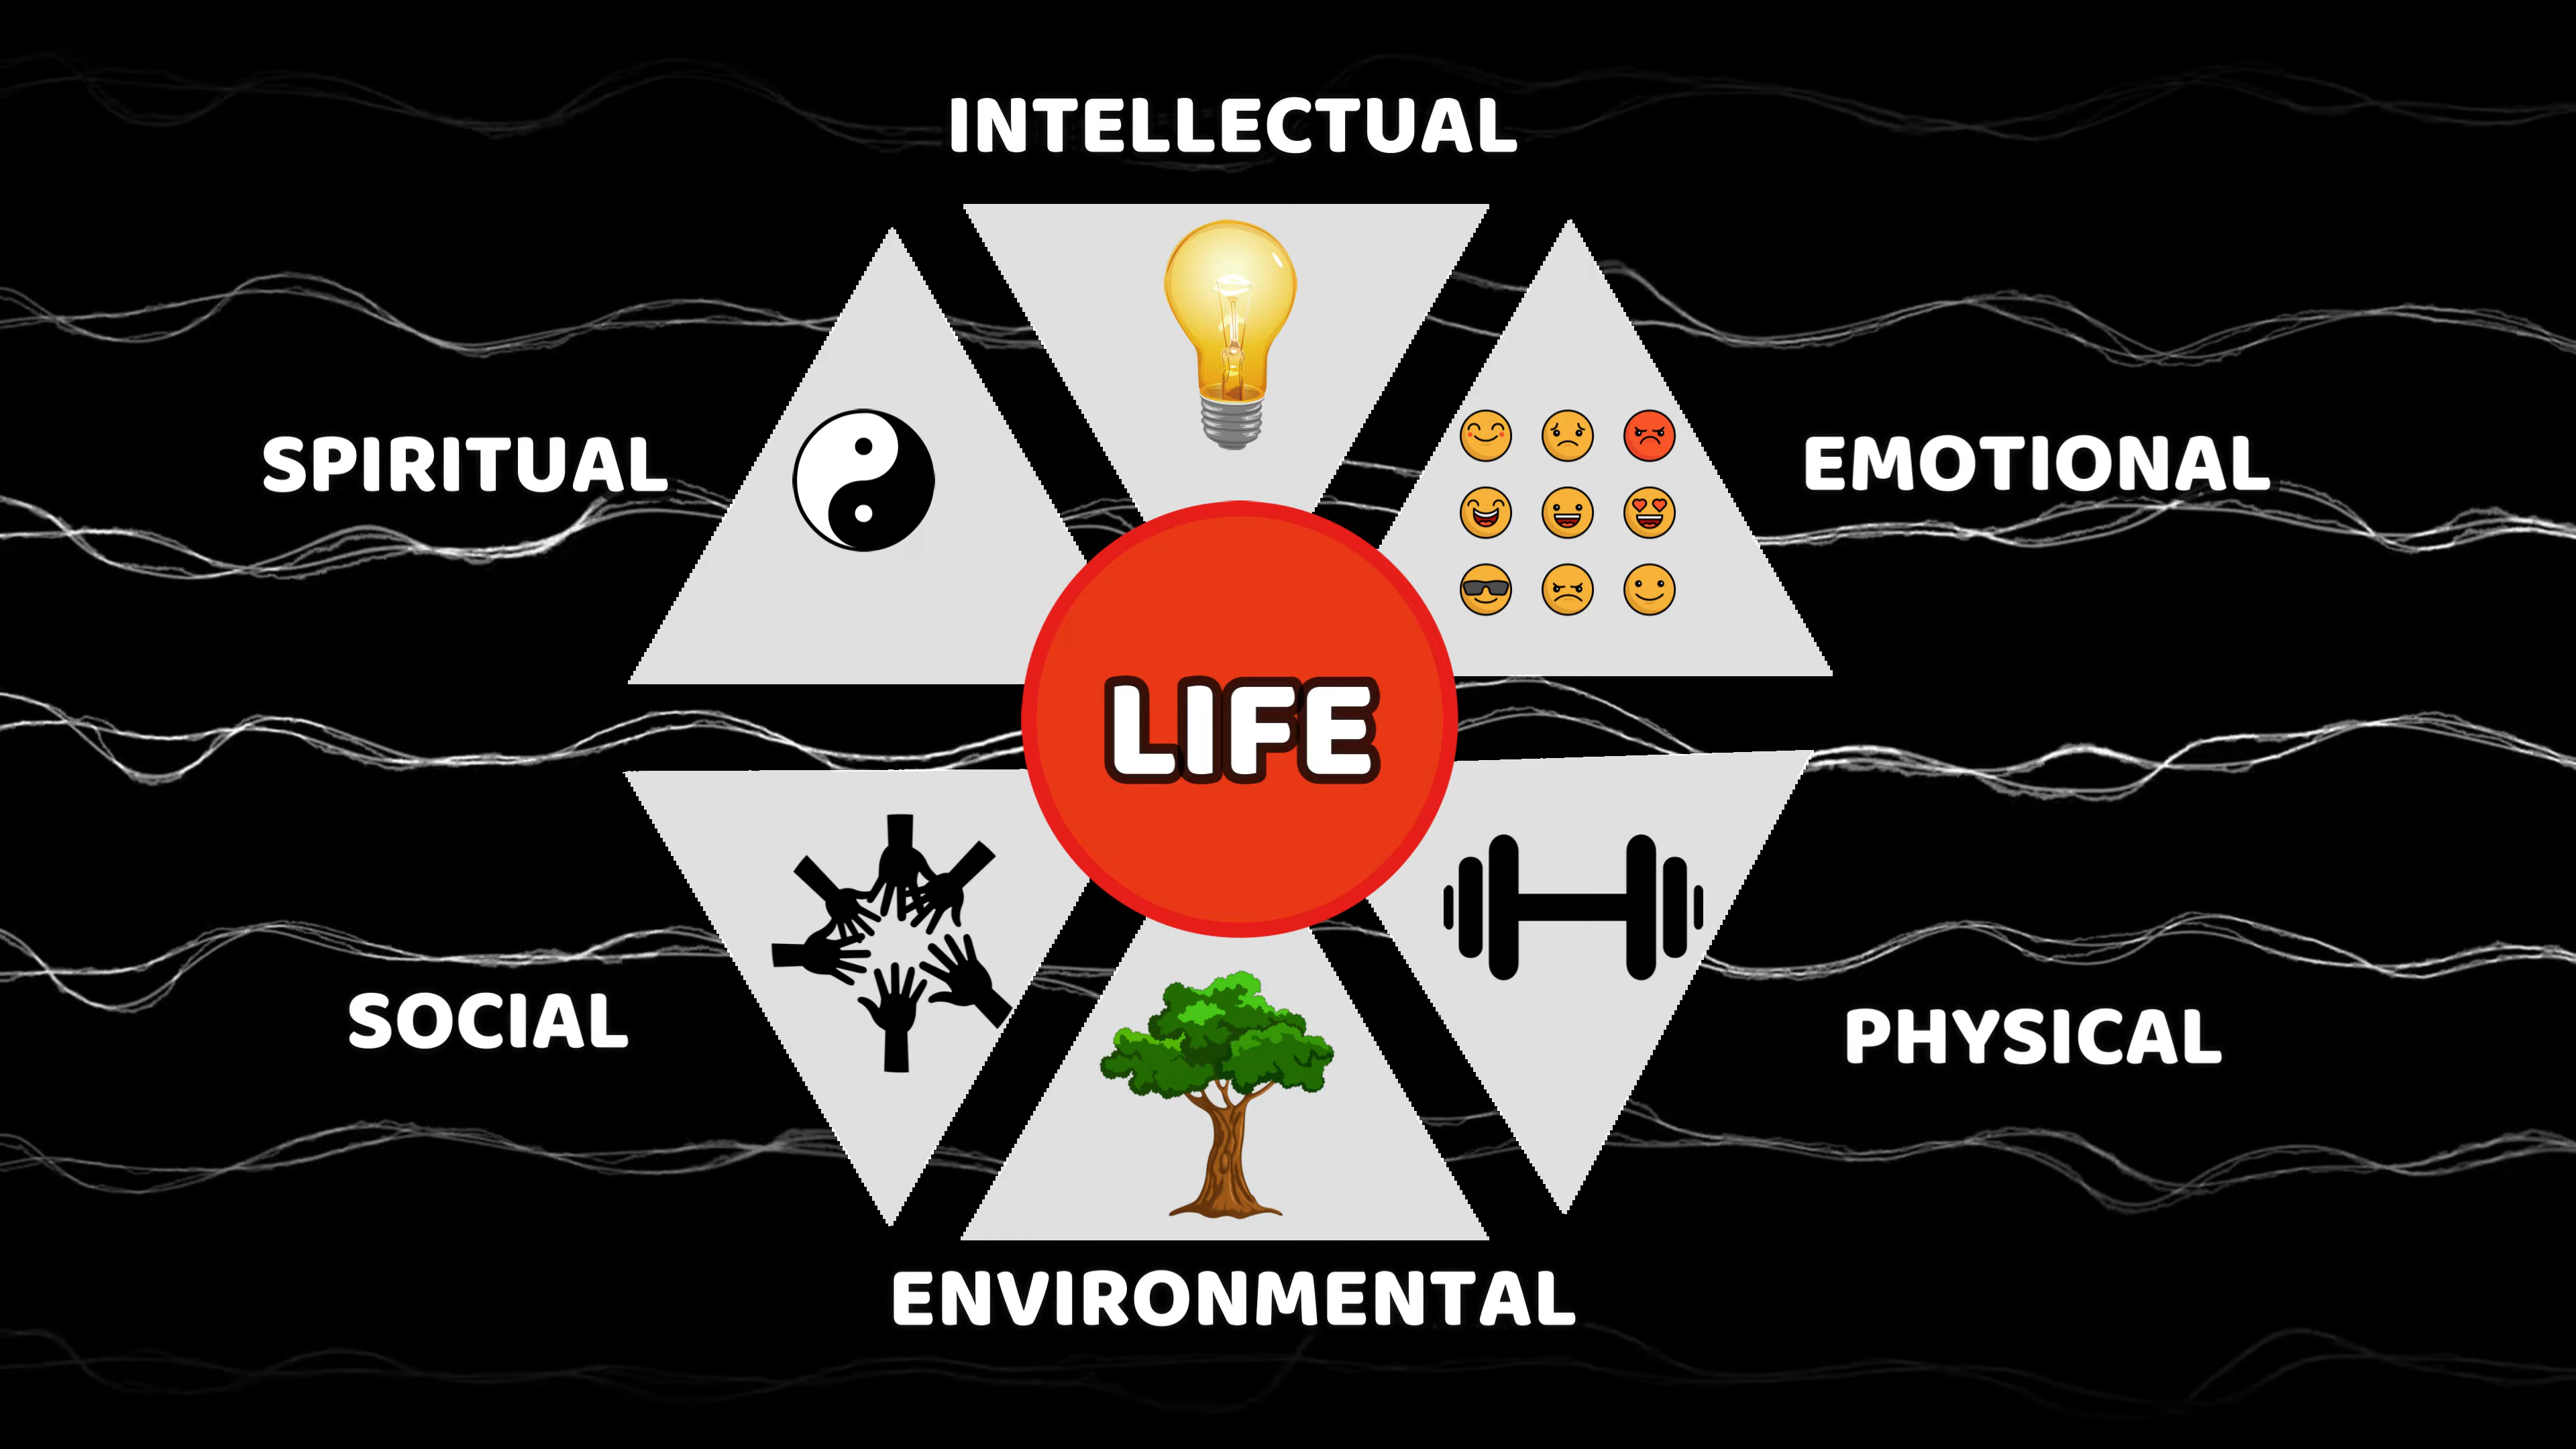 INTELLECTUAL
SPIRITUAL
EMOTIONAL
LIFE
SOCIAL
PHYSICAL
ENVIRONMENTAL